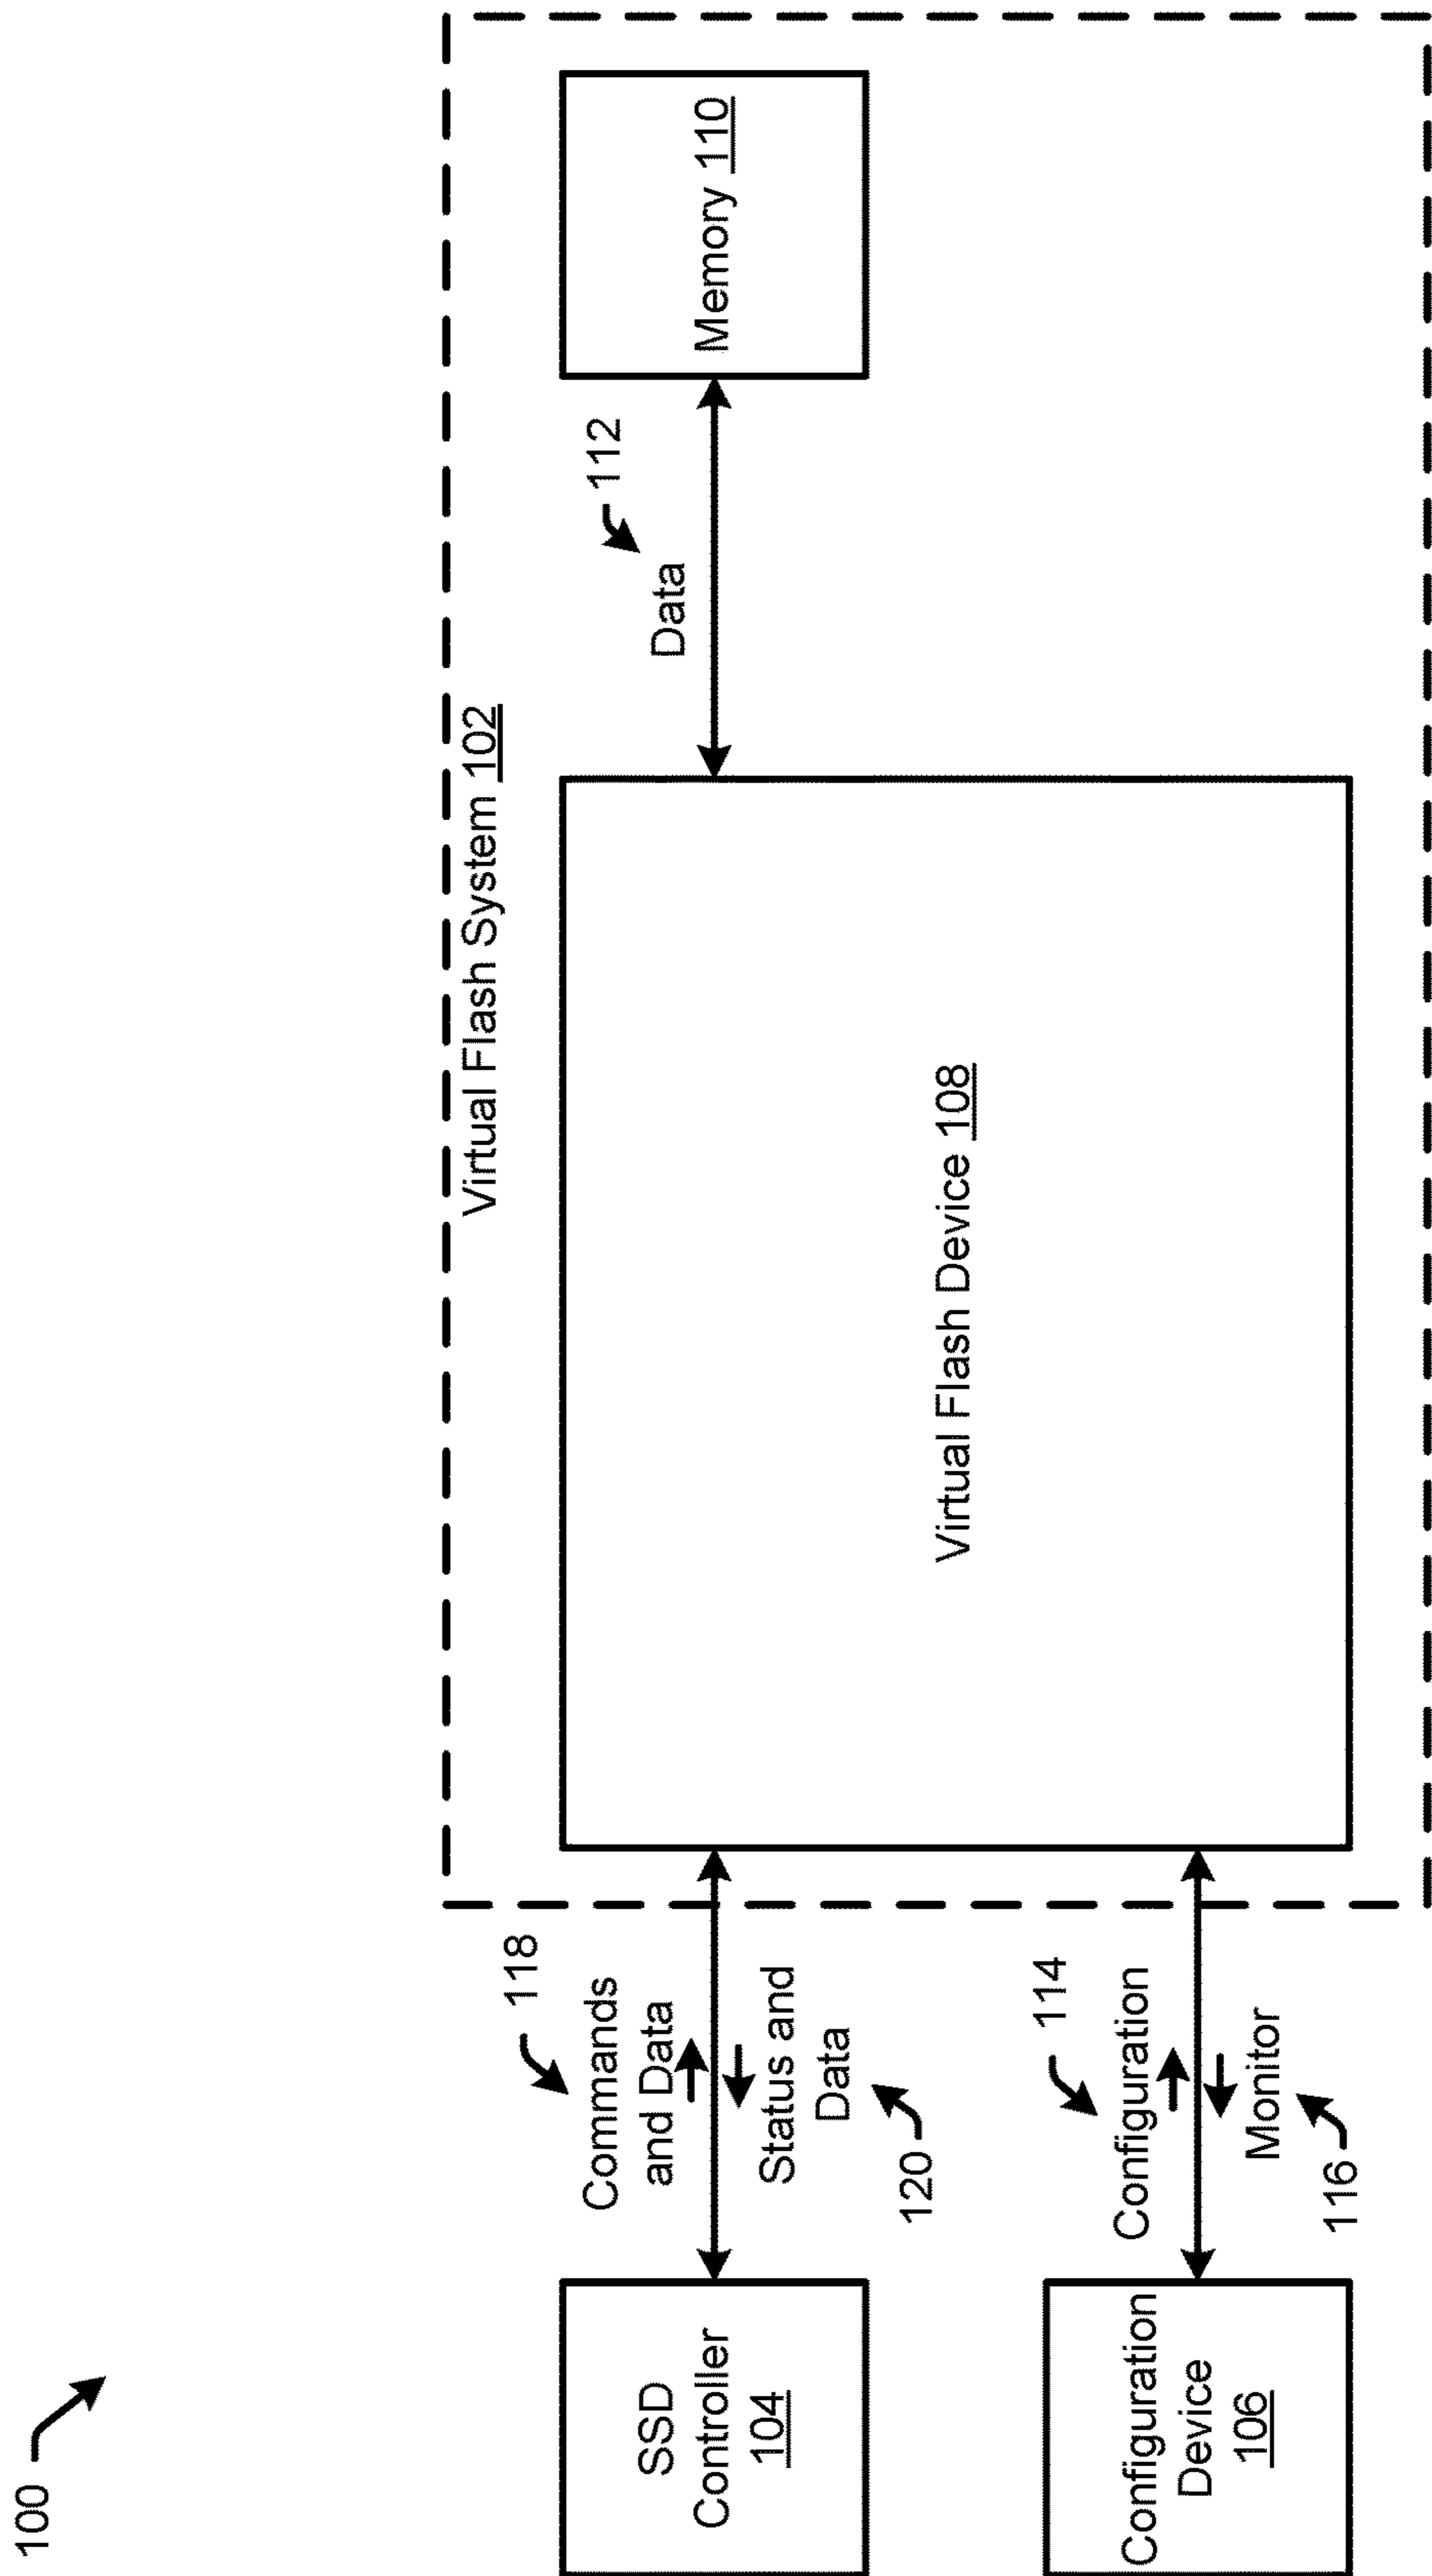 100
Virtual Flash System 102
SSD
Controller
104
118
Commands
and Data
Status and
Data
120
Virtual Flash Device 108
112
Data
Memory 110
Configuration
Device
106
114
Configuration
Monitor
116